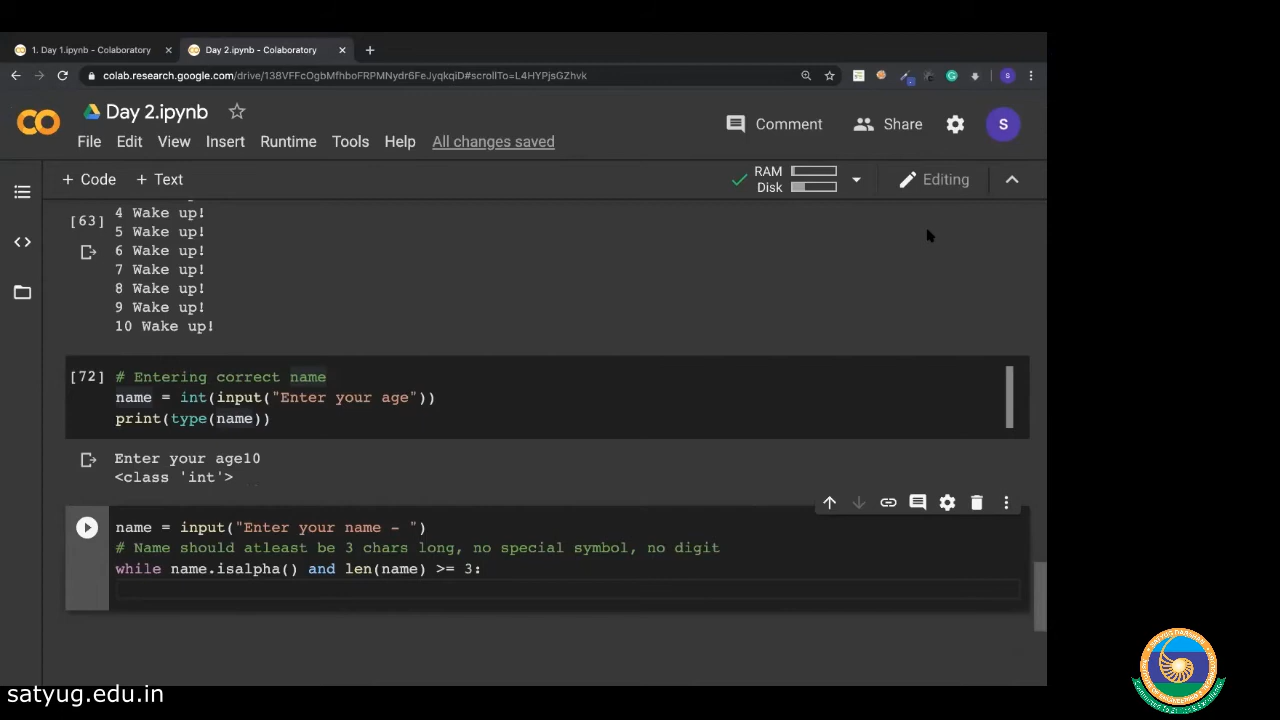 1. Day 1.ipynb - Colaboratory
Day 2.ipynb - Colaboratory
colab.research.google.com/drive/138VFFcOgbMfhboFRPMNydr6FeJyqkqiD#scrollTo=L4HYPjsGZhvk
S
CO
Day 2.ipynb
Comment
Share
S
File Edit View Insert Runtime Tools Help All changes saved
+ Code + Text
RAM
Disk
Editing
4 Wake up!
[63]
5 Wake up!
6 Wake up!
7 Wake up!
8 Wake up!
9 Wake up!
10 Wake up!
[72] # Entering correct name
name = int(input("Enter your age"))
print(type(name))
Enter your age10
<class 'int'>
name = input("Enter your name - ")
# Name should atleast be 3 chars long, no special symbol, no digit
while name.isalpha() and len(name) >= 3:
satyug.edu.in